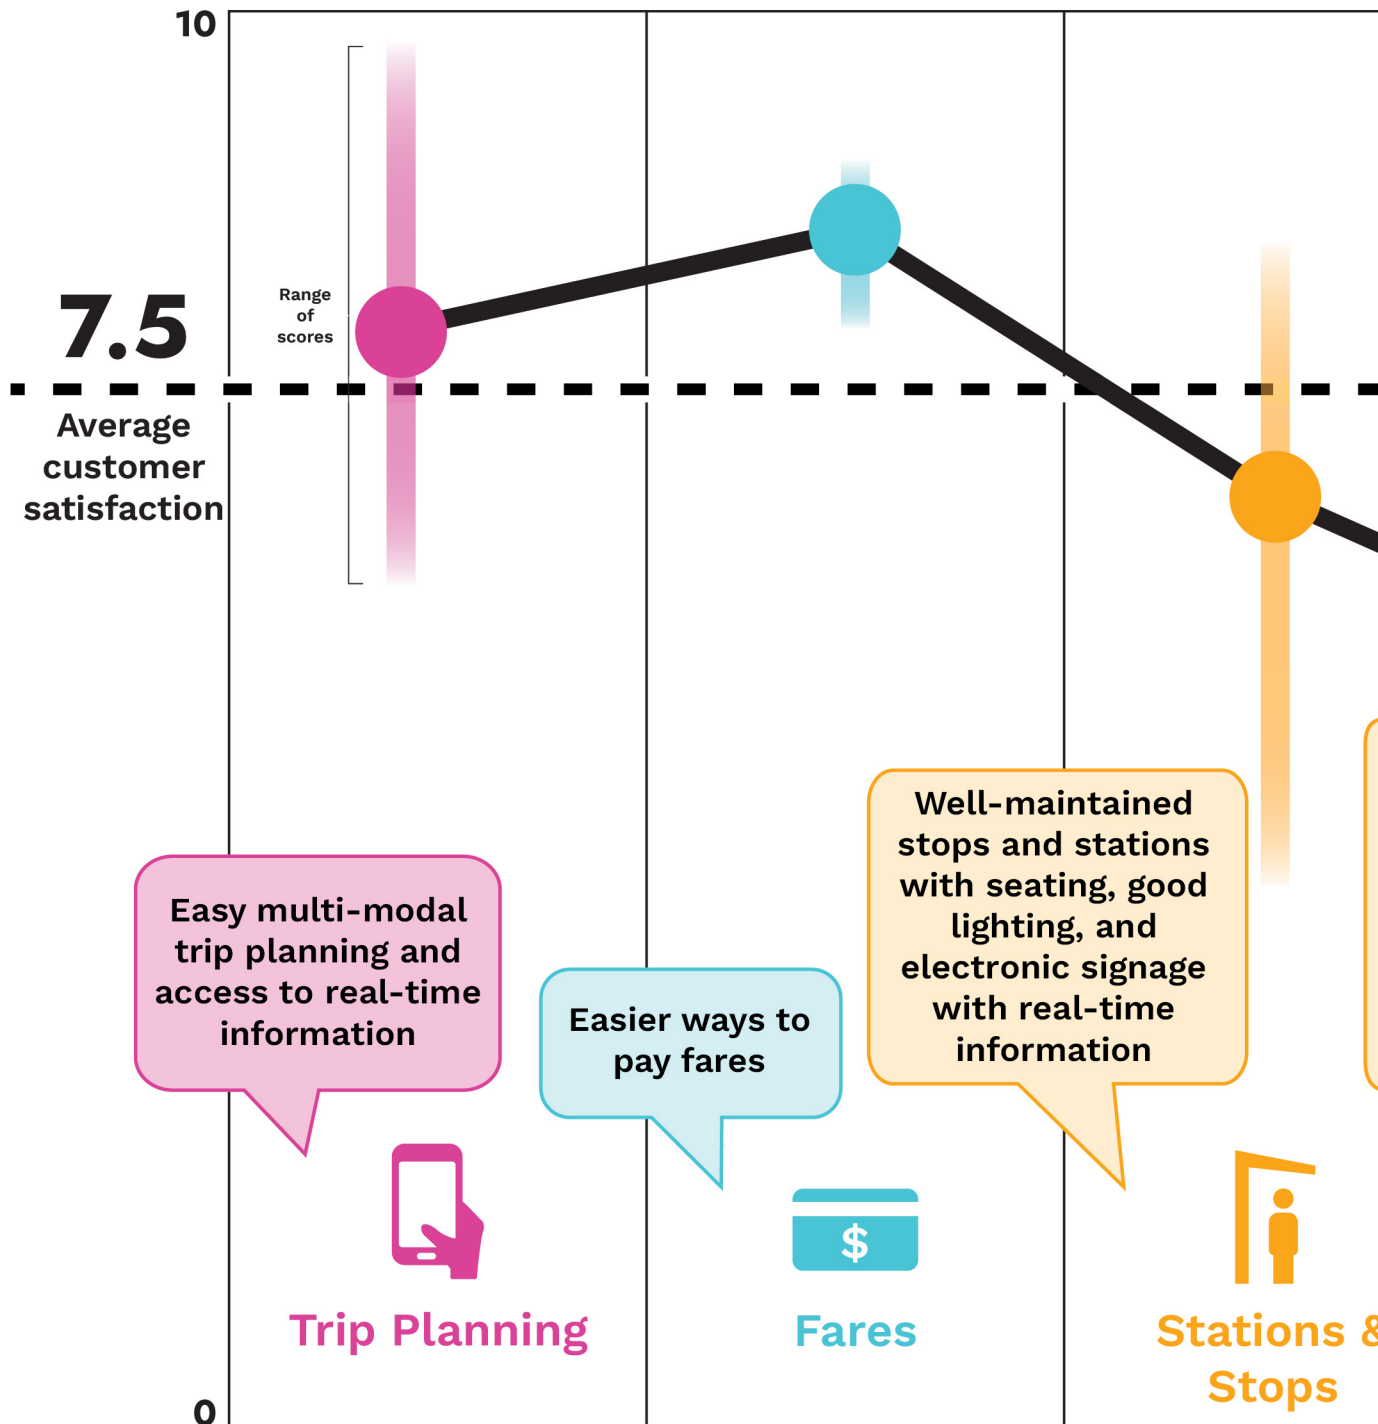 10
Range
of
scores
7.5
Average
customer
satisfaction
Easy multi-modal
trip planning and
access to real-time
information
Easier ways to
pay fares
Well-maintained
stops and stations
with seating, good
lighting, and
electronic signage
with real-time
information
$
Trip Planning
Fares
Stations &
Stops
0